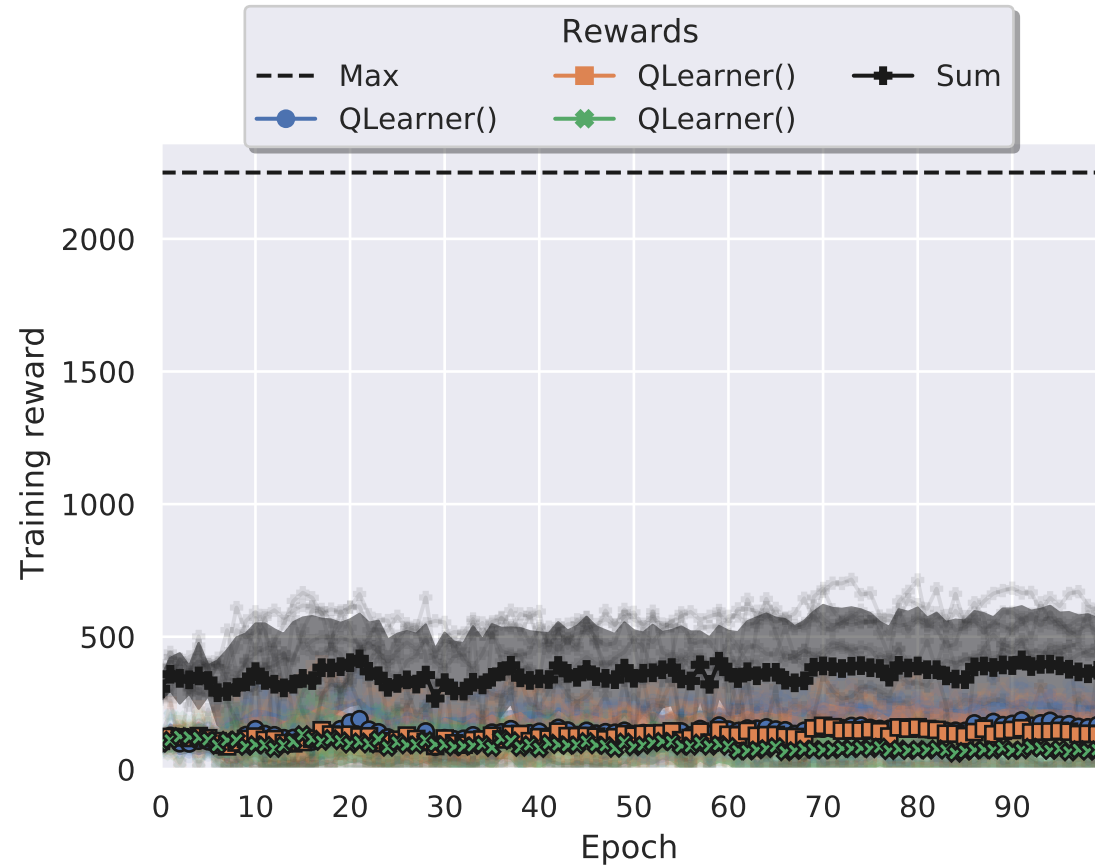 Rewards
Max QLearner() Sum
QLearner() QLearner()
2000
1500
1000
500
0
Training reward
0 10 20 30 40 50 60 70 80 90
Epoch